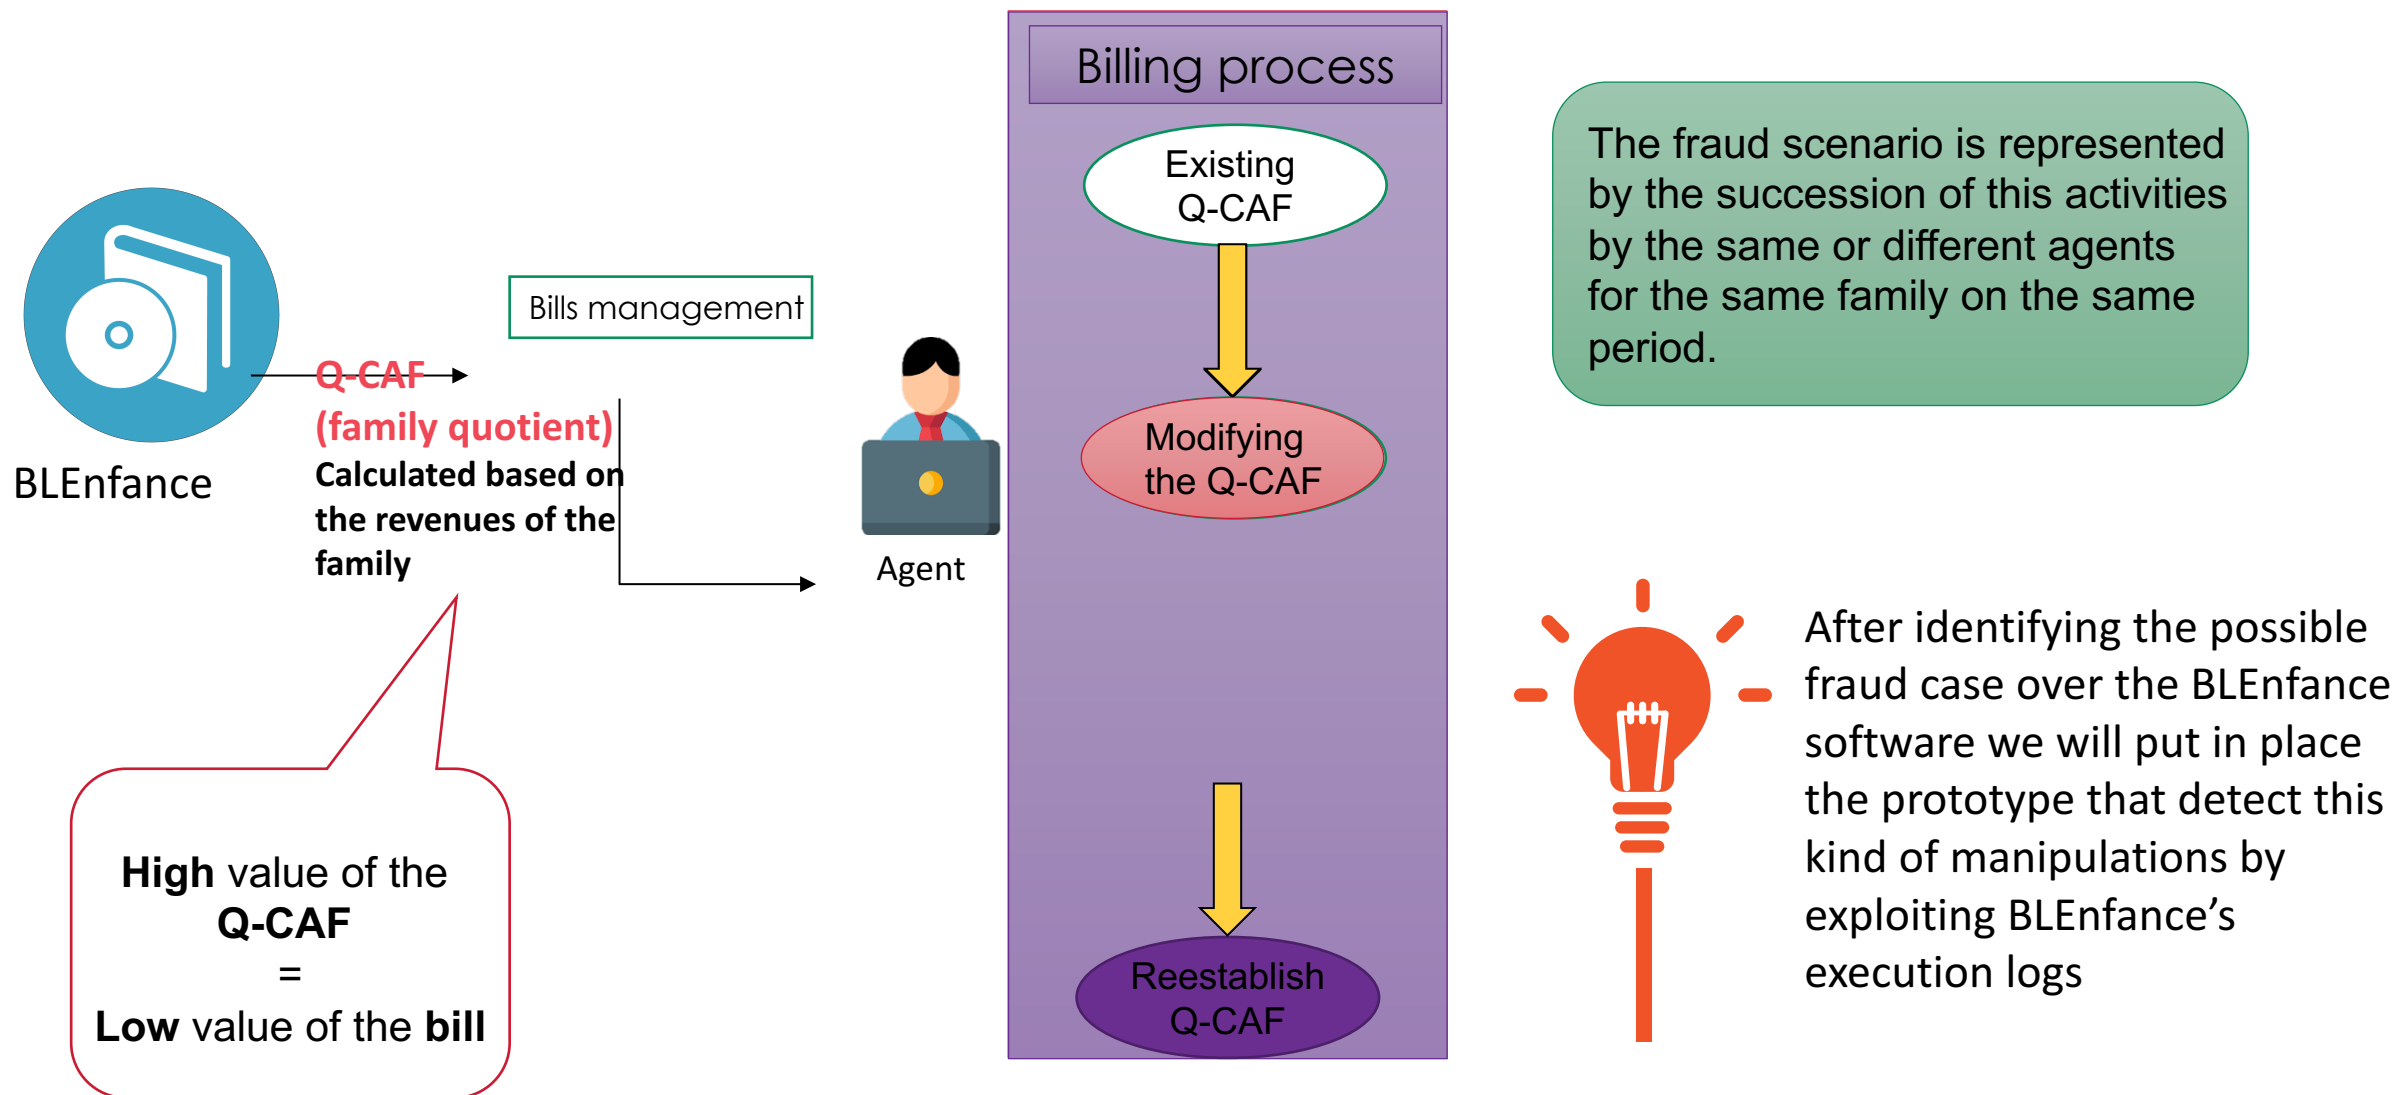 BLEnfance
Bills management
Q-CAF
(family quotient)
Calculated based on
the revenues of the
family
High value of the
Q-CAF
=
Low value of the bill
Agent
Billing process
Existing
Q-CAF
Modifying
the Q-CAF
Reestablish
Q-CAF
The fraud scenario is represented
by the succession of this activities
by the same or different agents
for the same family on the same
period.
After identifying the possible
fraud case over the BLEnfance
software we will put in place
the prototype that detect this
kind of manipulations by
exploiting BLEnfance’s
execution logs